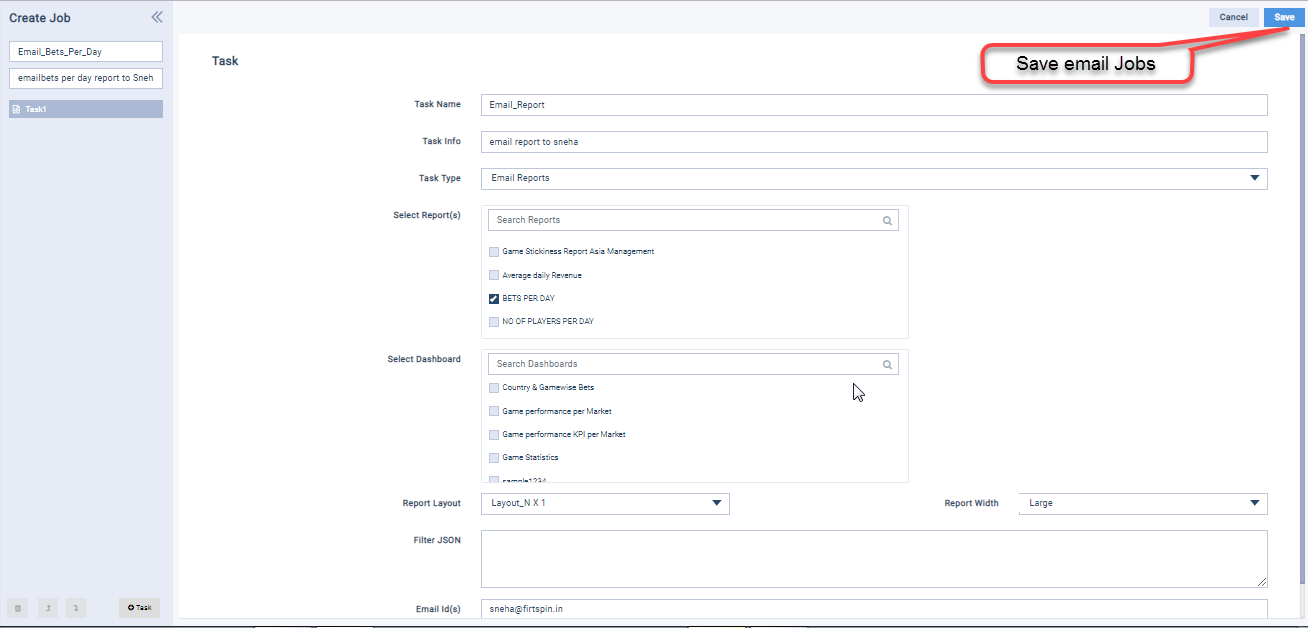 Create Job
Cancel
Save
Email_Bets_Per_Day
emailbets per day report to Sneh
Task1
Task
Save email Jobs
Task Name
Email_Report
Task Info
email report to sneha
Task Type
Email Reports
Select Report(s)
Search Reports
Game Stickiness Report Asia Management
Average daily Revenue
BETS PER DAY
NO OF PLAYERS PER DAY
Select Dashboard
Search Dashboards
Country & Gamewise Bets
Game performance per Market
Game performance KPI per Market
Game Statistics
sample1234
Report Layout
Layout_N X 1
Report Width
Large
Filter JSON
Email Id(s)
sneha@firtspin.in
Task